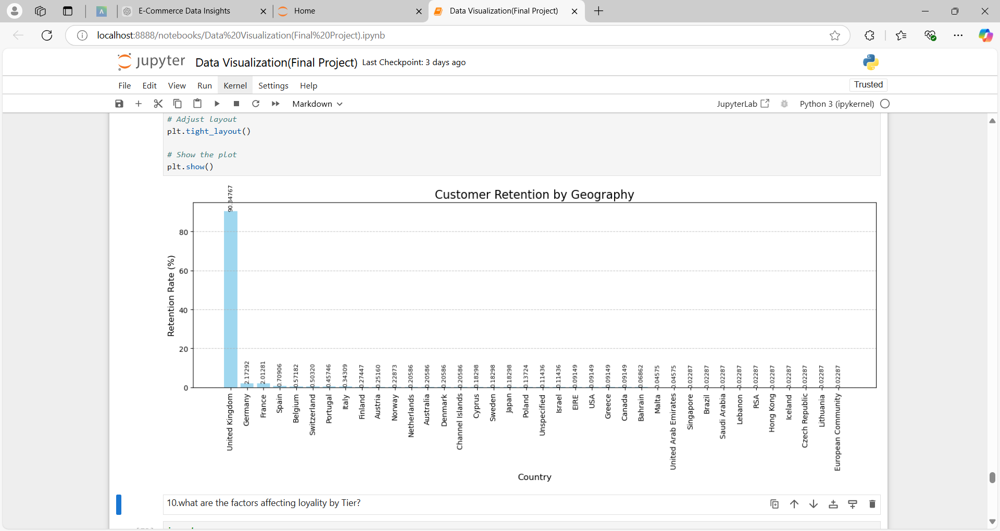 E-Commerce Data Insights
Home
Data Visualization(Final Project)
localhost:8888/notebooks/Data%20Visualization(Final%20Project).ipynb
jupyter Data Visualization(Final Project) Last Checkpoint: 3 days ago
File Edit View Run Kernel Settings Help
Trusted
Markdown
JupyterLab
Python 3 (ipykernel)
# Adjust layout
plt.tight_layout()
# Show the plot
plt.show()
Customer Retention by Geography
Retention Rate (%)
80
60
40
20
0
90.84767
2.17292
2.01281
0.70906
0.57182
0.50320
0.45746
0.34309
0.27447
0.25160
0.22873
0.20586
0.20586
0.20586
0.20586
0.18298
0.18298
0.18298
0.13724
0.11436
0.11436
0.09149
0.09149
0.09149
0.09149
0.06862
0.04575
0.04575
0.02287
0.02287
0.02287
0.02287
0.02287
0.02287
0.02287
0.02287
0.02287
0.02287
United Kingdom
Germany
France
Spain
Belgium
Switzerland
Portugal
Italy
Finland
Austria
Norway
Netherlands
Australia
Denmark
Channel Islands
Cyprus
Sweden
Japan
Poland
Unspecified
Israel
EIRE
USA
Greece
Canada
Bahrain
Malta
United Arab Emirates
Singapore
Brazil
Saudi Arabia
Lebanon
RSA
Hong Kong
Iceland
Czech Republic
Lithuania
European Community
Country
10.what are the factors affecting loyality by Tier?